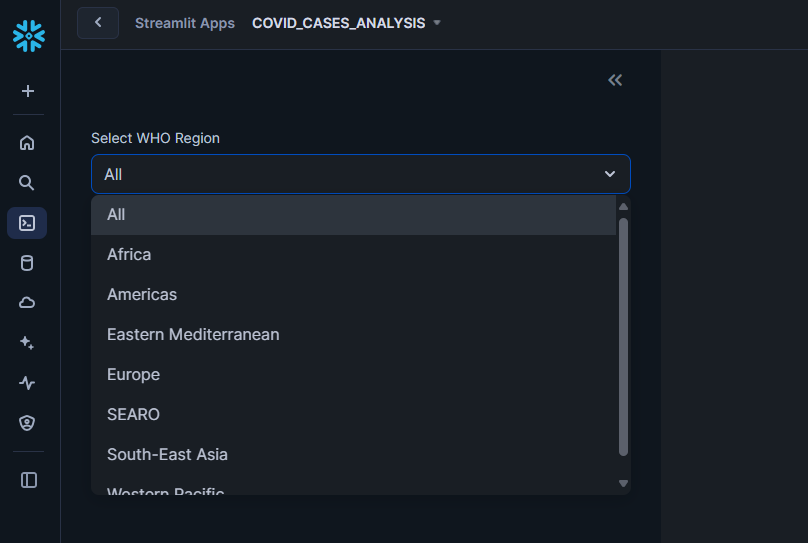 Streamlit Apps COVID_CASES_ANALYSIS
Select WHO Region
All
All
Africa
Americas
Eastern Mediterranean
Europe
SEARO
South-East Asia
Western Pacific